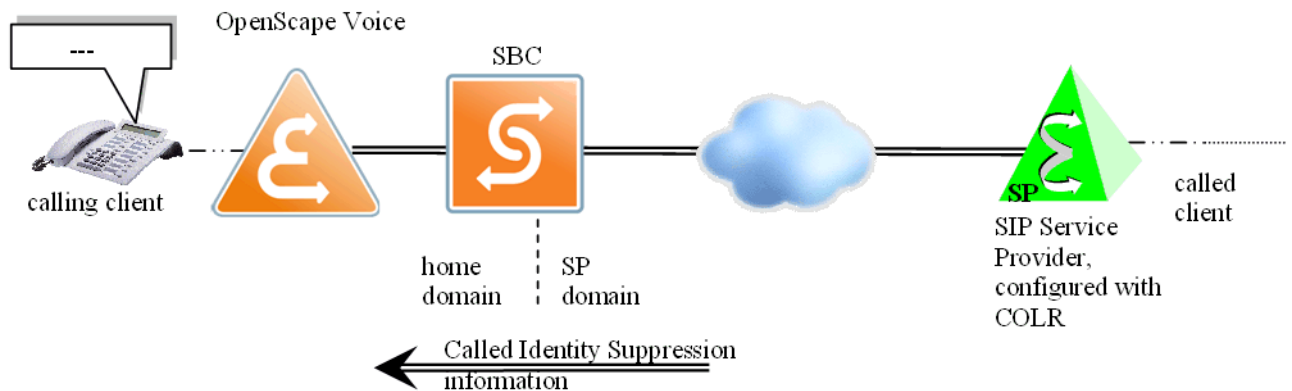 OpenScape Voice
---
SBC
calling client
SP
called
client
SIP Service
Provider,
configured with
COLR
home
domain
SP
domain
Called Identity Suppression
information